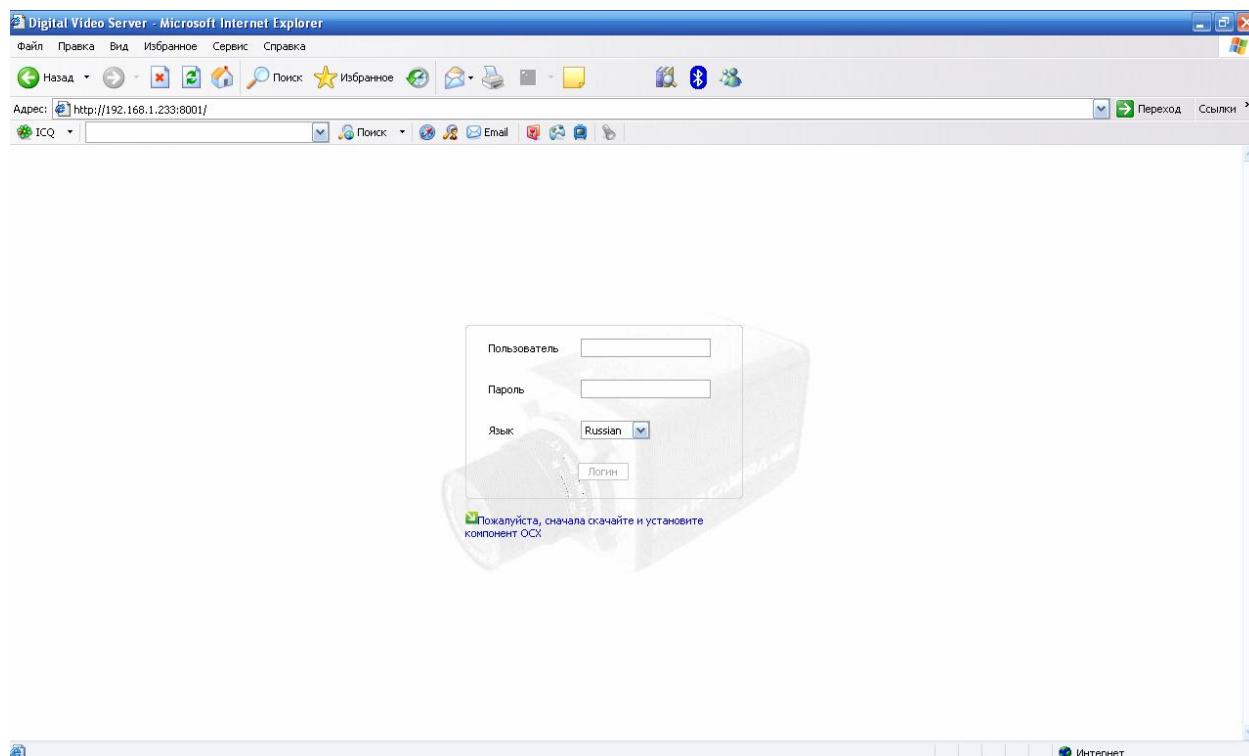 Digital Video Server - Microsoft Internet Explorer
Файл Правка Вид Избранное Сервис Справка
Назад Поиск Избранное
Адрес: http://192.168.1.233:8001/ Переход Ссылки »
ICQ Поиск Email
Пользователь
Пароль
Язык Russian
Логин
Пожалуйста, сначала скачайте и установите
компонент OCX
IP CAMERA
Интернет